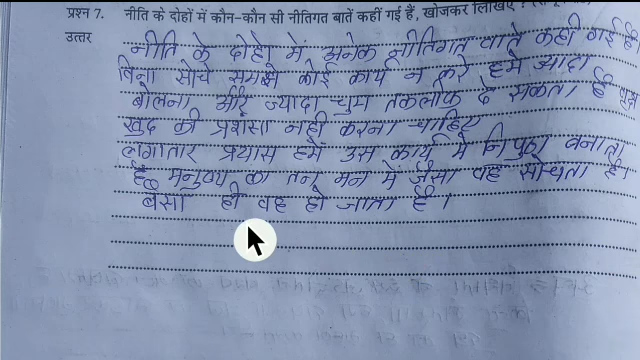 प्रश्न 7. नीति के दोहों में कौन-कौन सी नीतिगत बातें कहीं गई हैं, खोजकर लिखिए ?
उत्तर नीति के दोहो में, अनेक नीतिगत वाते कही गई है
बिना सोचे समझे कोई कार्य न करे हमें ज्यादा
बोलना और ज्यादा चुप तकलीफ दे सकता है
खुद की प्रशंसा नही करना चाहिए
लगातार प्रयास हमें उस कार्य मे निपुण बनाता
है मनुष्य का तन मन में जैसा वह सोचता है।
वैसा ही वह हो जाता है।